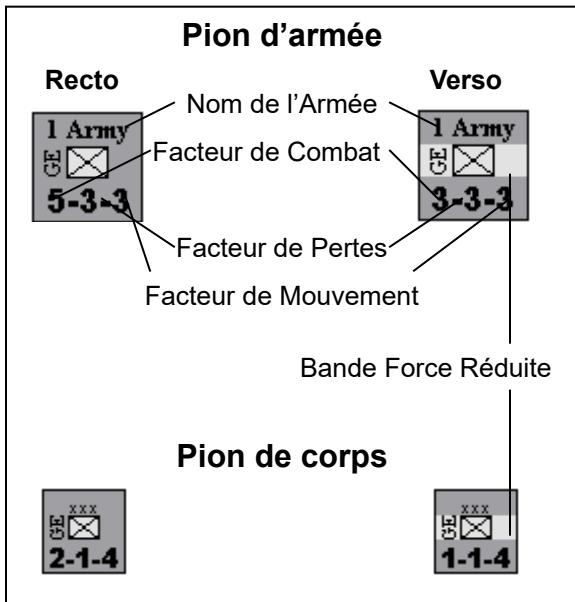 Pion d’armée
Recto
Verso
1 Army
GE
5-3-3
Nom de l’Armée
Facteur de Combat
Facteur de Pertes
Facteur de Mouvement
1 Army
GE
3-3-3
Bande Force Réduite
Pion de corps
xxx
GE
2-1-4
xxx
GE
1-1-4